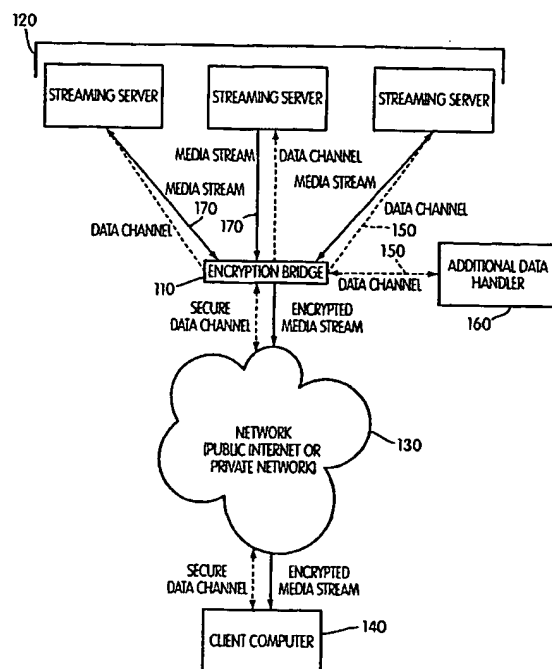 120
STREAMING SERVER
STREAMING SERVER
STREAMING SERVER
MEDIA STREAM
DATA CHANNEL
MEDIA STREAM
MEDIA STREAM
170
170
DATA CHANNEL
DATA CHANNEL
150
150
110
ENCRYPTION BRIDGE
DATA CHANNEL
ADDITIONAL DATA
HANDLER
160
SECURE
DATA CHANNEL
ENCRYPTED
MEDIA STREAM
NETWORK
(PUBLIC INTERNET OR
PRIVATE NETWORK)
130
SECURE
DATA CHANNEL
ENCRYPTED
MEDIA STREAM
CLIENT COMPUTER
140